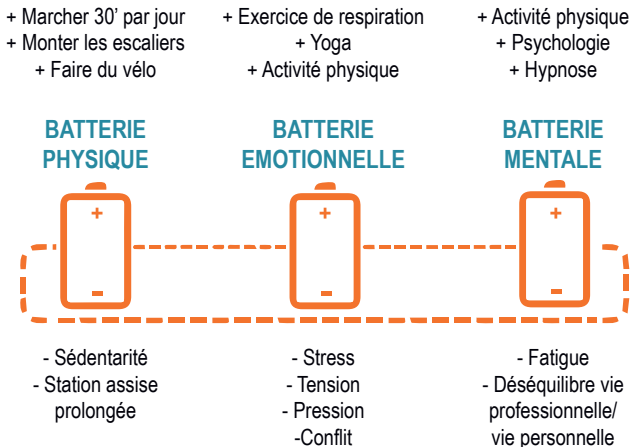 + Marcher 30’ par jour
+ Monter les escaliers
+ Faire du vélo
+ Exercice de respiration
+ Yoga
+ Activité physique
+ Activité physique
+ Psychologie
+ Hypnose
BATTERIE
PHYSIQUE
BATTERIE
EMOTIONNELLE
BATTERIE
MENTALE
+
+
+
-
-
-
- Sédentarité
- Station assise
prolongée
- Stress
- Tension
- Pression
-Conflit
- Fatigue
- Déséquilibre vie
professionnelle/
vie personnelle